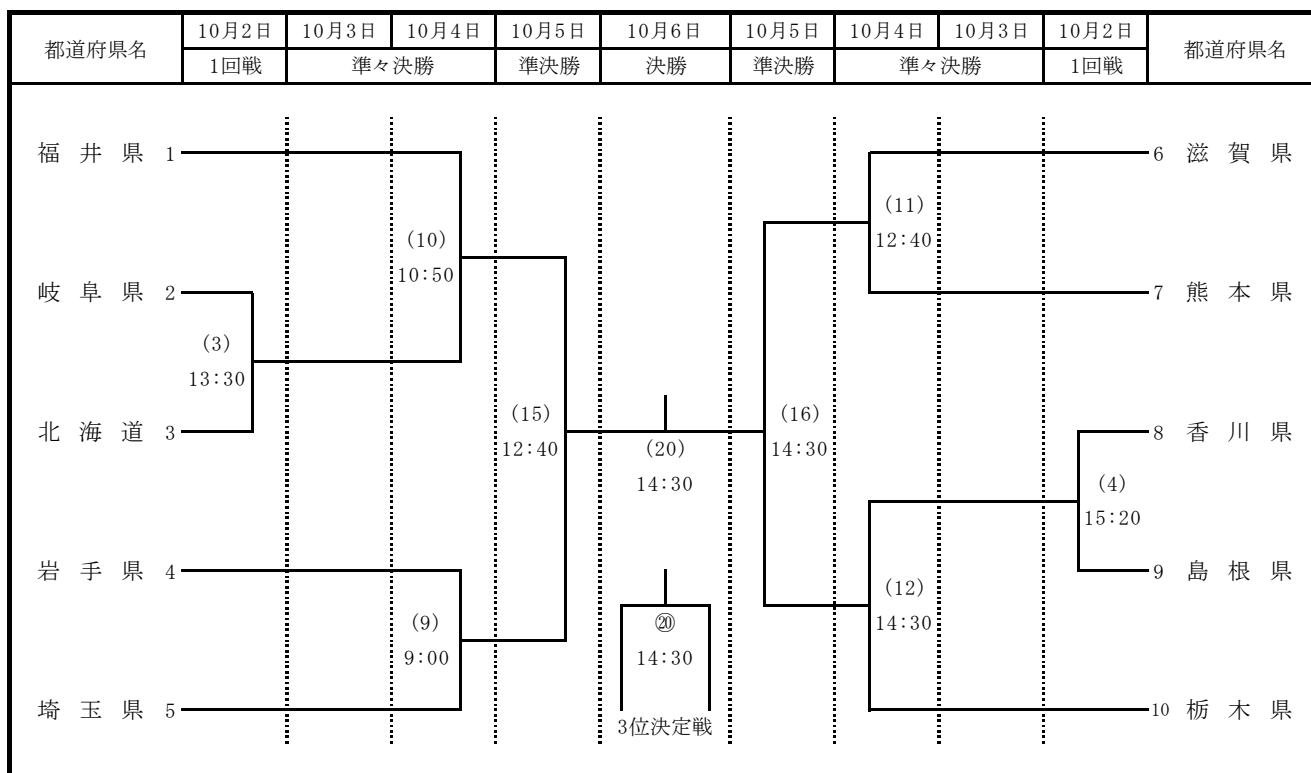 都道府県名 10月2日 10月3日 10月4日 10月5日 10月6日 10月5日 10月4日 10月3日 10月2日 都道府県名
1回戦 準々決勝 準決勝 決勝 準決勝 準々決勝 1回戦
福井県 1
6 滋賀県
(11)
12:40
(10)
10:50
岐阜県 2
7 熊本県
(3)
13:30
北海道 3
(15)
12:40
(20)
14:30
(16)
14:30
8 香川県
(4)
15:20
岩手県 4
9 島根県
(9)
9:00
⑳
14:30
(12)
14:30
埼玉県 5
3位決定戦
10 栃木県